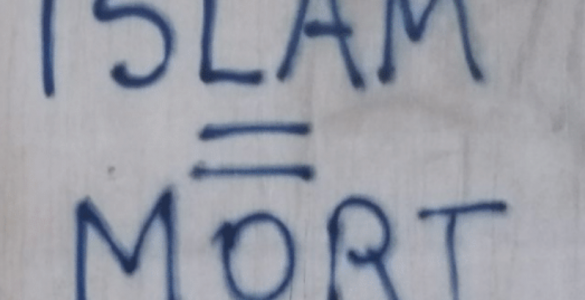 ISLAM
=
MORT